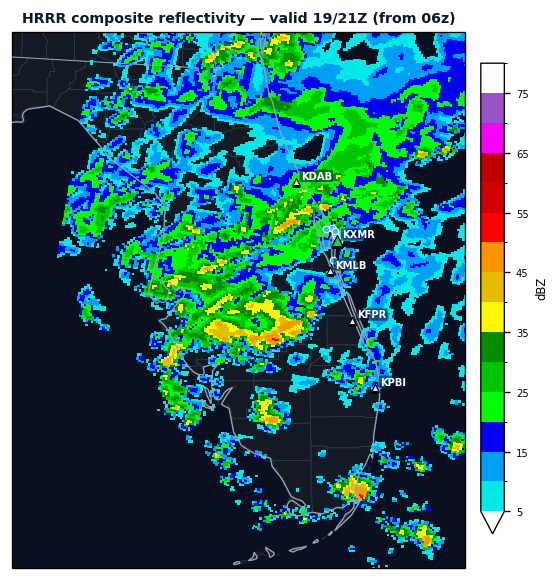 HRRR composite reflectivity — valid 19/21Z (from 06z)
KDAB
KXMR
KMLB
KFPR
KPBI
75
65
55
45
35
25
15
5
dBZ